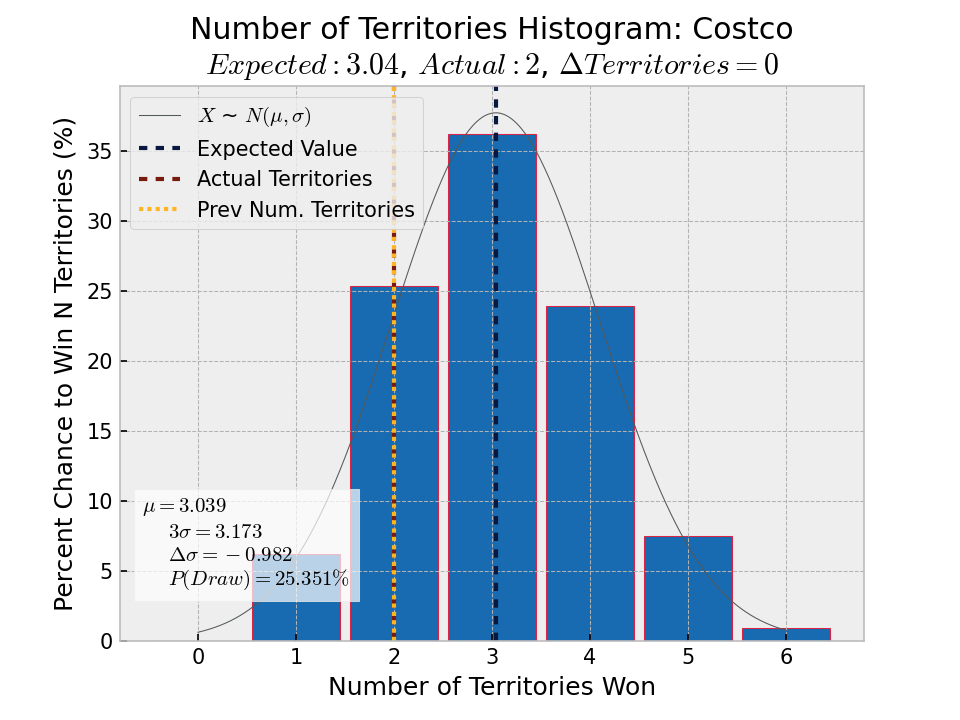 Number of Territories Histogram: Costco
Expected : 3.04, Actual : 2, ΔTerritories = 0
X ~ N(μ, σ)
Expected Value
Actual Territories
Prev Num. Territories
Percent Chance to Win N Territories (%)
35
30
25
20
15
10
5
0
μ = 3.039
3σ = 3.173
Δσ = −0.982
P(Draw) = 25.351%
0 1 2 3 4 5 6
Number of Territories Won